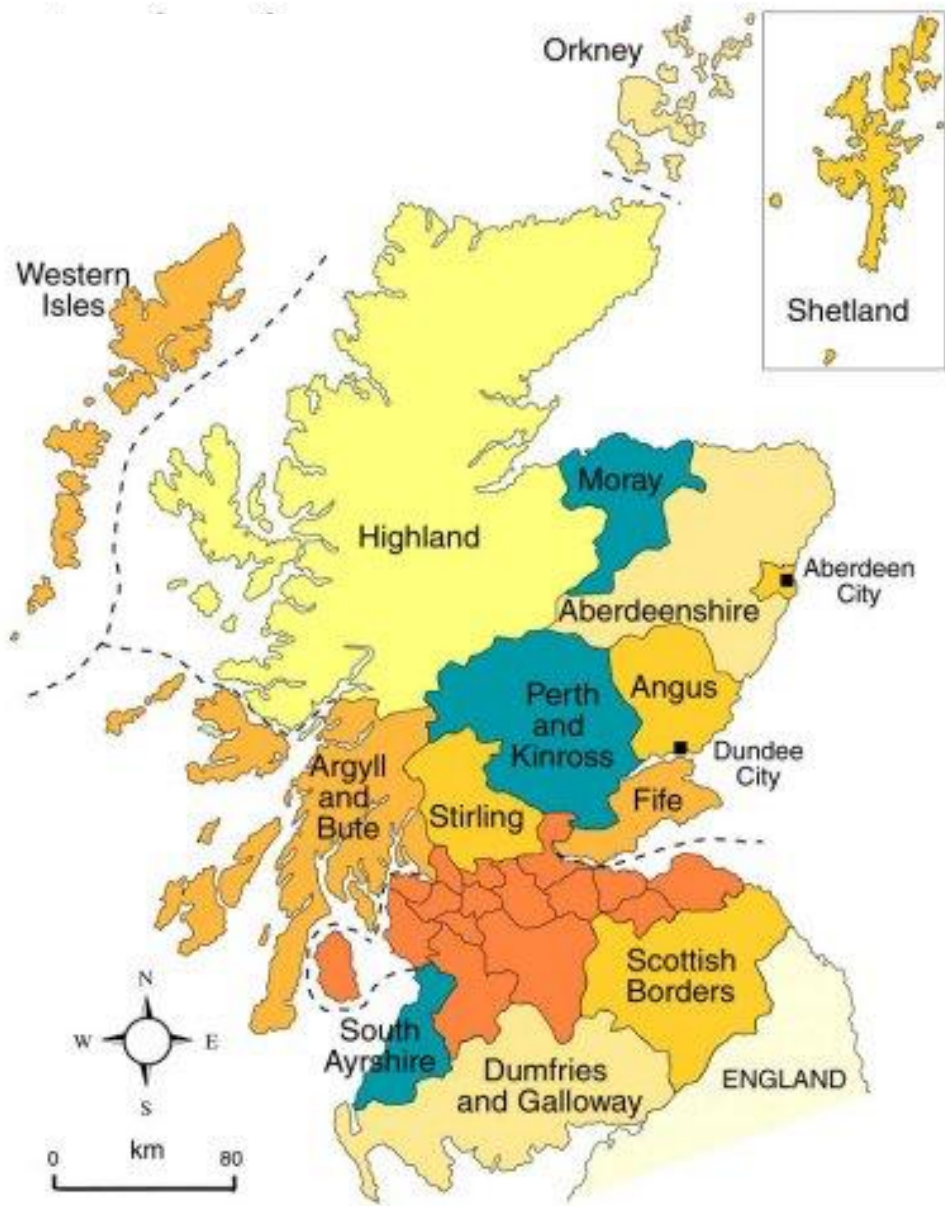 Orkney
Shetland
Western
Isles
Moray
Highland
Aberdeen
City
Aberdeenshire
Angus
Perth
and
Kinross
Dundee
City
Argyll
and
Bute
Stirling
Fife
Scottish
Borders
N
W
E
S
South
Ayrshire
Dumfries
and Galloway
ENGLAND
km
0
80